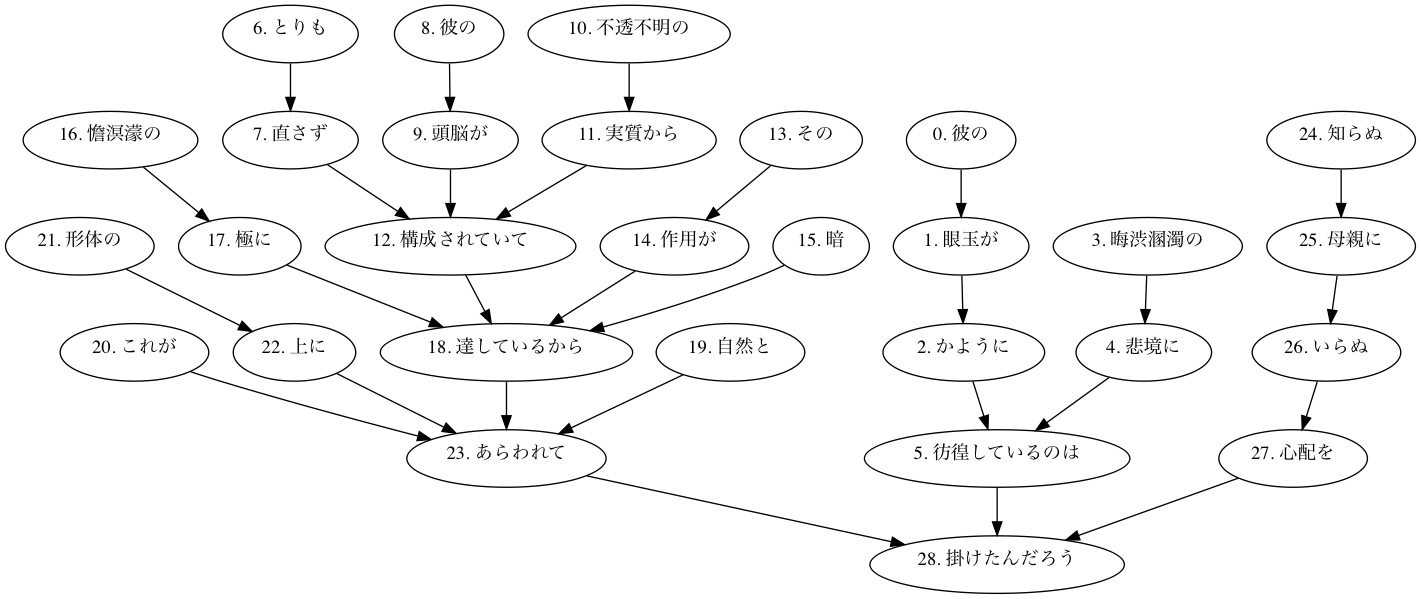 6. とりも
8. 彼の
10. 不透不明の
16. 憺溟濛の
7. 直さず
9. 頭脳が
11. 実質から
13. その
0. 彼の
24. 知らぬ
21. 形体の
17. 極に
12. 構成されていて
14. 作用が
15. 暗
1. 眼玉が
3. 晦渋溷濁の
25. 母親に
20. これが
22. 上に
18. 達しているから
19. 自然と
2. かように
4. 悲境に
26. いらぬ
23. あらわれて
5. 彷徨しているのは
27. 心配を
28. 掛けたんだろう